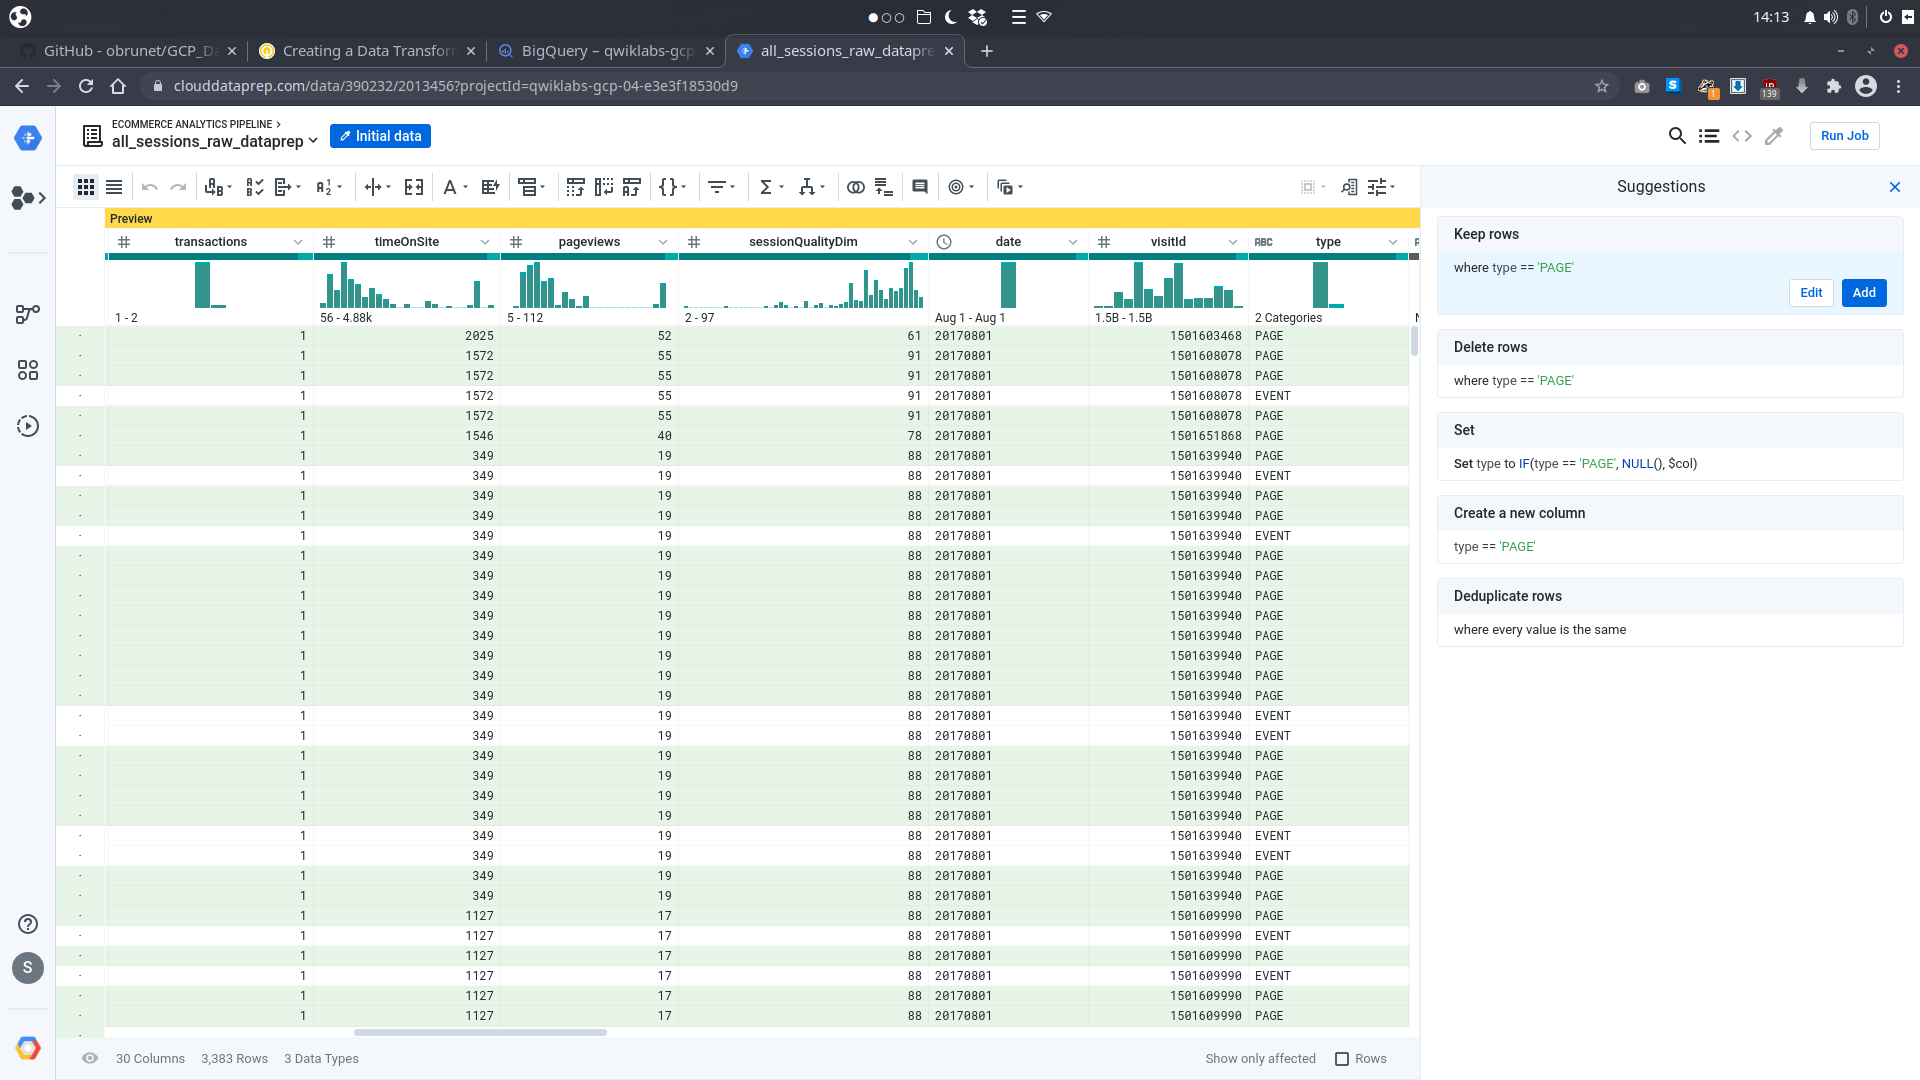 14:13
GitHub - obrunet/GCP_Da
Creating a Data Transforn
BigQuery – qwiklabs-gcp
all_sessions_raw_datapre
clouddataprep.com/data/390232/2013456?projectId=qwiklabs-gcp-04-e3e3f18530d9
1
139
ECOMMERCE ANALYTICS PIPELINE
all_sessions_raw_dataprep
Initial data
Run Job
Suggestions
Preview
transactions timeOnSite pageviews sessionQualityDim date ABC visitId type
1 - 2 56 - 4.88k 5 - 112 2 - 97 Aug 1 - Aug 1 1.5B - 1.5B 2 Categories
1 2025 52 61 20170801 1501603468 PAGE
1 1572 55 91 20170801 1501608078 PAGE
1 1572 55 91 20170801 1501608078 PAGE
1 1572 55 91 20170801 1501608078 EVENT
1 1572 55 91 20170801 1501608078 PAGE
1 1546 40 78 20170801 1501651868 PAGE
1 349 19 88 20170801 1501639940 PAGE
1 349 19 88 20170801 1501639940 EVENT
1 349 19 88 20170801 1501639940 PAGE
1 349 19 88 20170801 1501639940 PAGE
1 349 19 88 20170801 1501639940 EVENT
1 349 19 88 20170801 1501639940 PAGE
1 349 19 88 20170801 1501639940 PAGE
1 349 19 88 20170801 1501639940 PAGE
1 349 19 88 20170801 1501639940 PAGE
1 349 19 88 20170801 1501639940 PAGE
1 349 19 88 20170801 1501639940 PAGE
1 349 19 88 20170801 1501639940 PAGE
1 349 19 88 20170801 1501639940 PAGE
1 349 19 88 20170801 1501639940 EVENT
1 349 19 88 20170801 1501639940 EVENT
1 349 19 88 20170801 1501639940 PAGE
1 349 19 88 20170801 1501639940 PAGE
1 349 19 88 20170801 1501639940 PAGE
1 349 19 88 20170801 1501639940 PAGE
1 349 19 88 20170801 1501639940 EVENT
1 349 19 88 20170801 1501639940 EVENT
1 349 19 88 20170801 1501639940 PAGE
1 349 19 88 20170801 1501639940 PAGE
1 1127 17 88 20170801 1501609990 PAGE
1 1127 17 88 20170801 1501609990 EVENT
1 1127 17 88 20170801 1501609990 PAGE
1 1127 17 88 20170801 1501609990 EVENT
1 1127 17 88 20170801 1501609990 PAGE
1 1127 17 88 20170801 1501609990 PAGE
S
30 Columns 3,383 Rows 3 Data Types
Show only affected Rows
Keep rows
where type == 'PAGE'
Edit
Add
Delete rows
where type == 'PAGE'
Set
Set type to IF(type == 'PAGE', NULL(), $col)
Create a new column
type == 'PAGE'
Deduplicate rows
where every value is the same